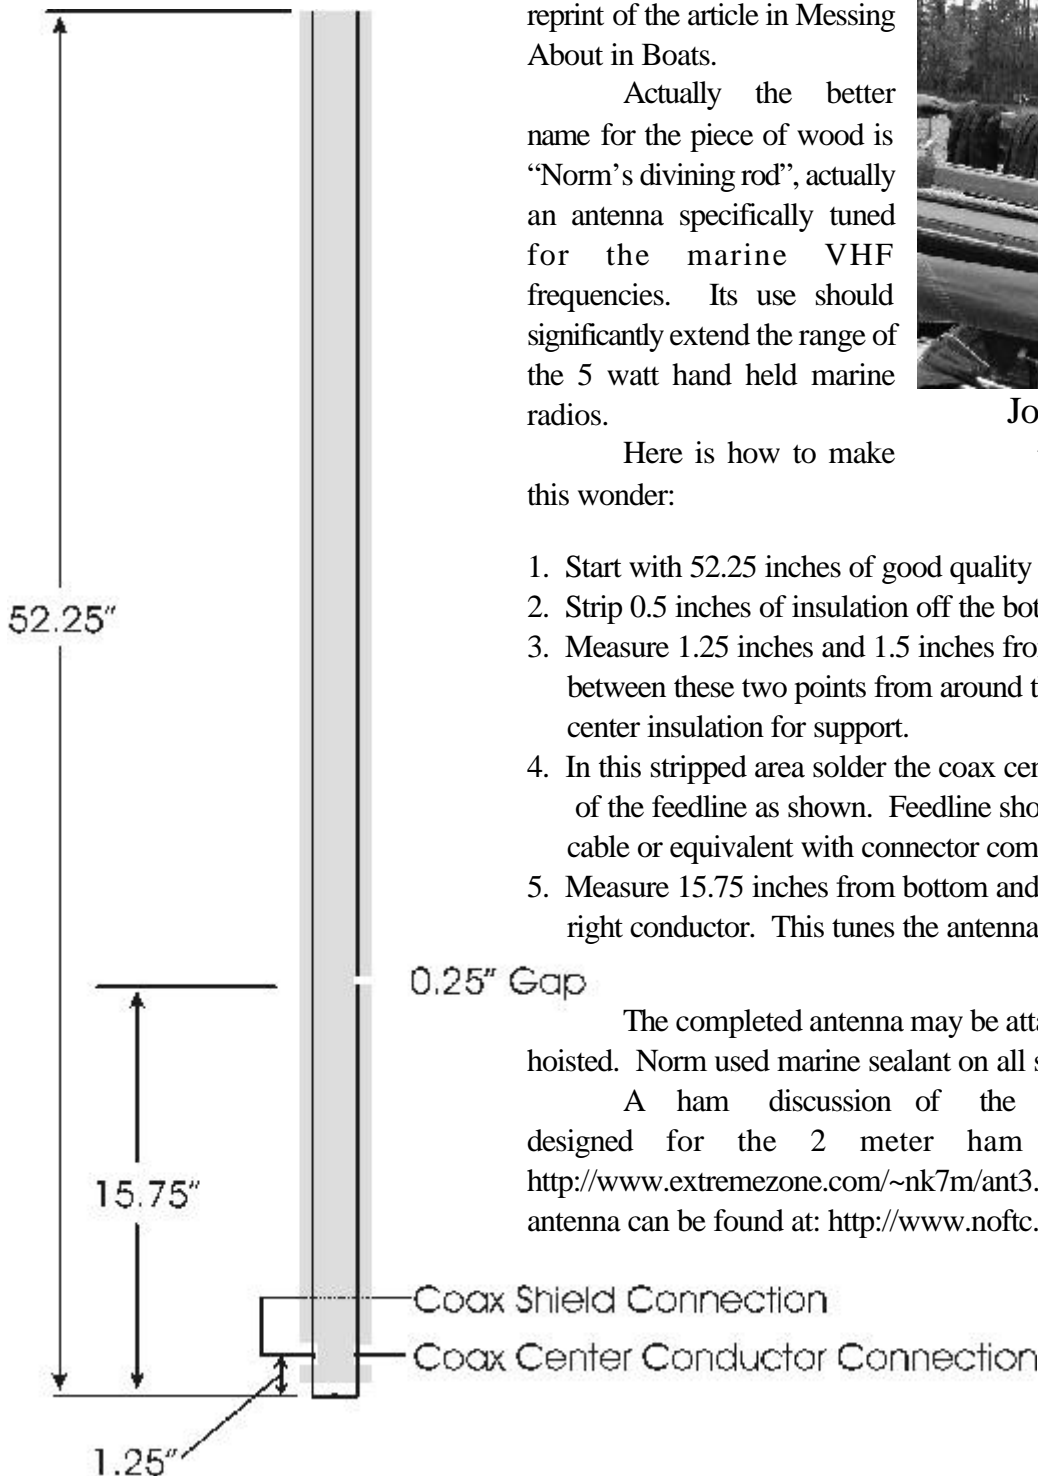 reprint of the article in Messing
About in Boats.
Actually the better
name for the piece of wood is
“Norm’s divining rod”, actually
an antenna specifically tuned
for the marine VHF
frequencies. Its use should
significantly extend the range of
the 5 watt hand held marine
radios.
Here is how to make
this wonder:
Jo
1. Start with 52.25 inches of good quality
2. Strip 0.5 inches of insulation off the bot
3. Measure 1.25 inches and 1.5 inches from
between these two points from around t
center insulation for support.
4. In this stripped area solder the coax cen
of the feedline as shown. Feedline sho
cable or equivalent with connector com
5. Measure 15.75 inches from bottom and
right conductor. This tunes the antenna
The completed antenna may be atta
hoisted. Norm used marine sealant on all s
A ham discussion of the
designed for the 2 meter ham
http://www.extremezone.com/~nk7m/ant3.
antenna can be found at: http://www.noftc.
52.25″
0.25″ Gap
15.75″
Coax Shield Connection
Coax Center Conductor Connection
1.25″